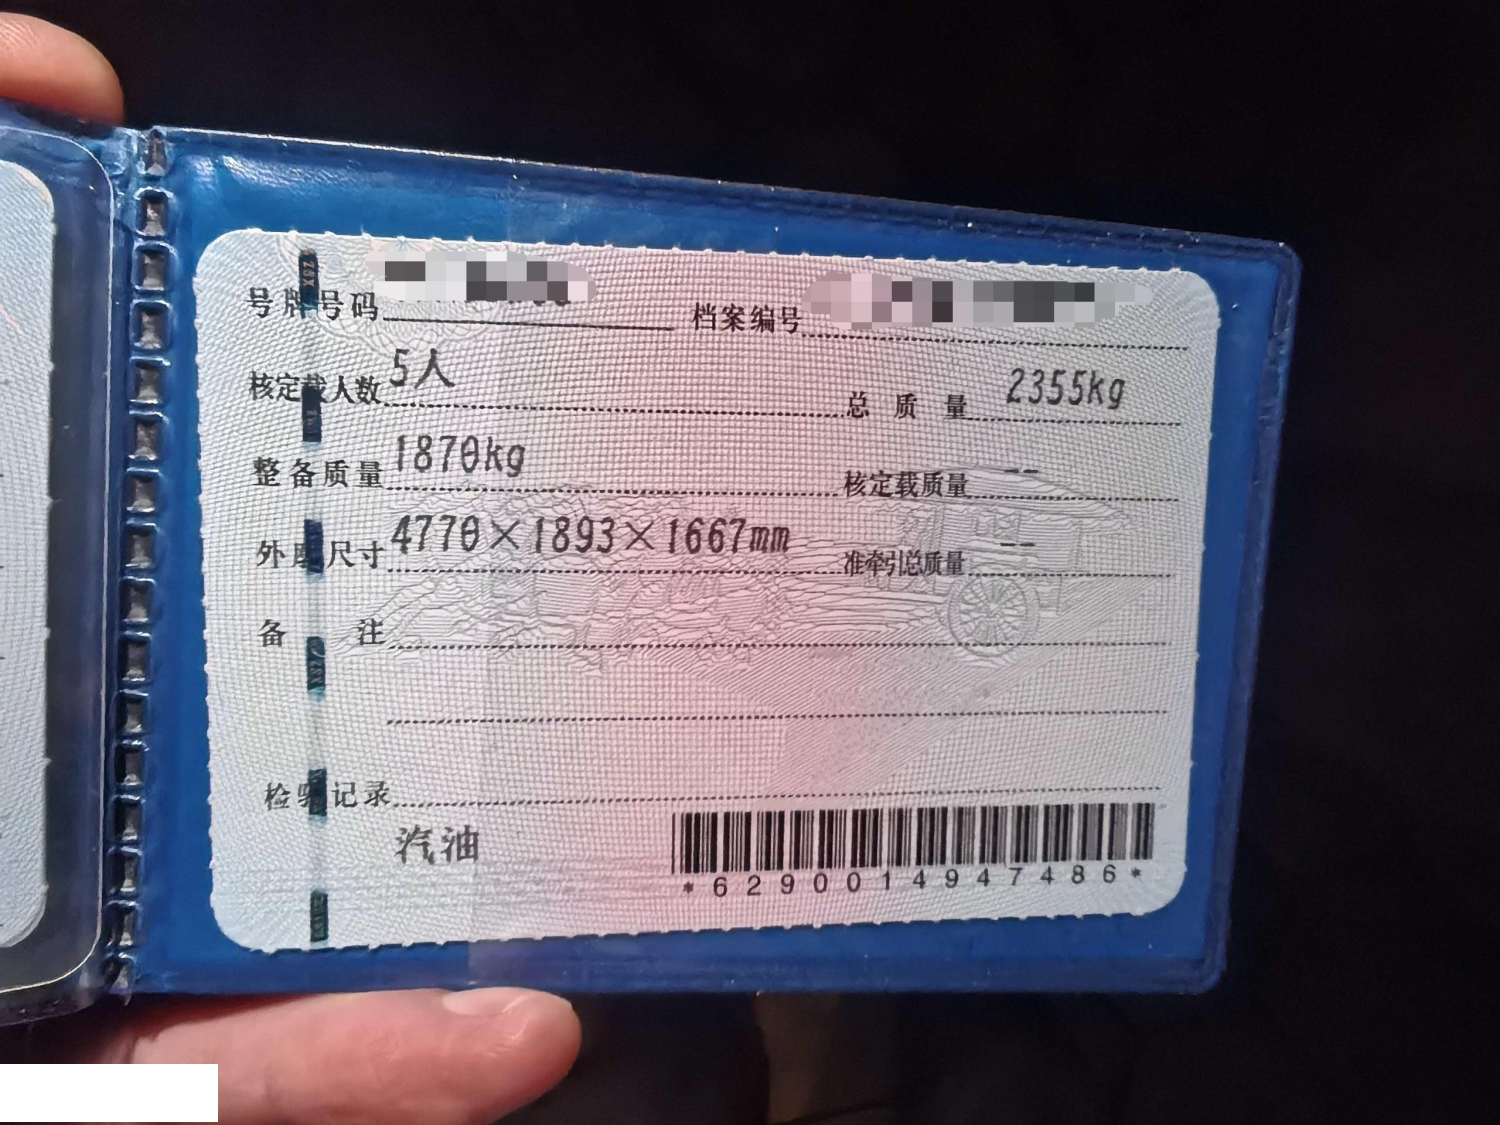 号牌号码 档案编号
核定载人数 5人 总质量 2355kg
整备质量 1870kg 核定载质量 --
外廓尺寸 4770×1893×1667mm 准牵引总质量 --
备注
检验记录
汽油
*6290014947486*